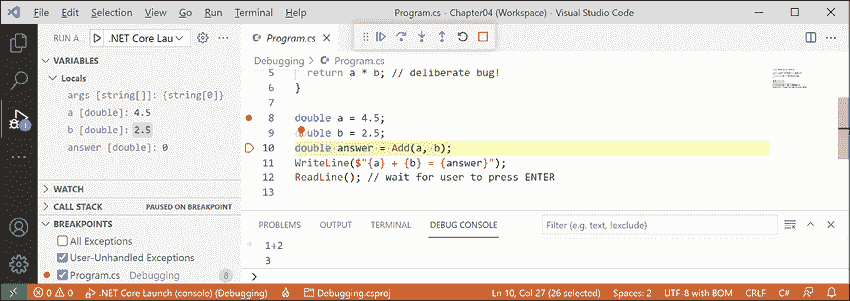 File Edit Selection View Go Run Terminal Help Program.cs - Chapter04 (Workspace) - Visual Studio Code
RUN A... .NET Core Lau
Program.cs
VARIABLES
Locals
args [string[]]: {string[0]}
a [double]: 4.5
b [double]: 2.5
answer [double]: 0
WATCH
CALL STACK PAUSED ON BREAKPOINT
BREAKPOINTS
All Exceptions
User-Unhandled Exceptions
Program.cs Debugging 8
Debugging > Program.cs
5 return a * b; // deliberate bug!
6 }
7
8 double a = 4.5;
9 double b = 2.5;
10 double answer = Add(a, b);
11 WriteLine($"{a} + {b} = {answer}");
12 ReadLine(); // wait for user to press ENTER
13
PROBLEMS OUTPUT TERMINAL DEBUG CONSOLE Filter (e.g. text, !exclude)
1+2
3
>
0 0 .NET Core Launch (console) (Debugging) Debugging.csproj Ln 10, Col 27 (26 selected) Spaces: 2 UTF-8 with BOM CRLF C#